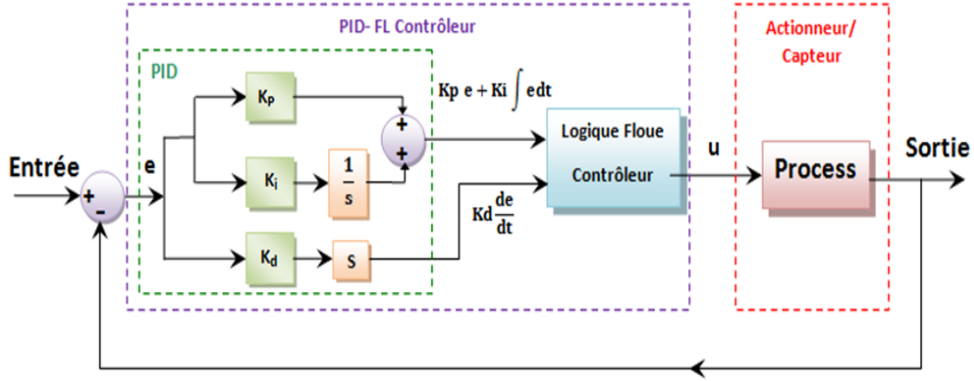 PID- FL Contrôleur
Actionneur/
Capteur
PID
Kp
Kp e + Ki ∫ edt
+
+
Logique Floue
Contrôleur
Entrée
e
+
-
Ki
1
s
u
Process
Sortie
Kd de
dt
Kd
S